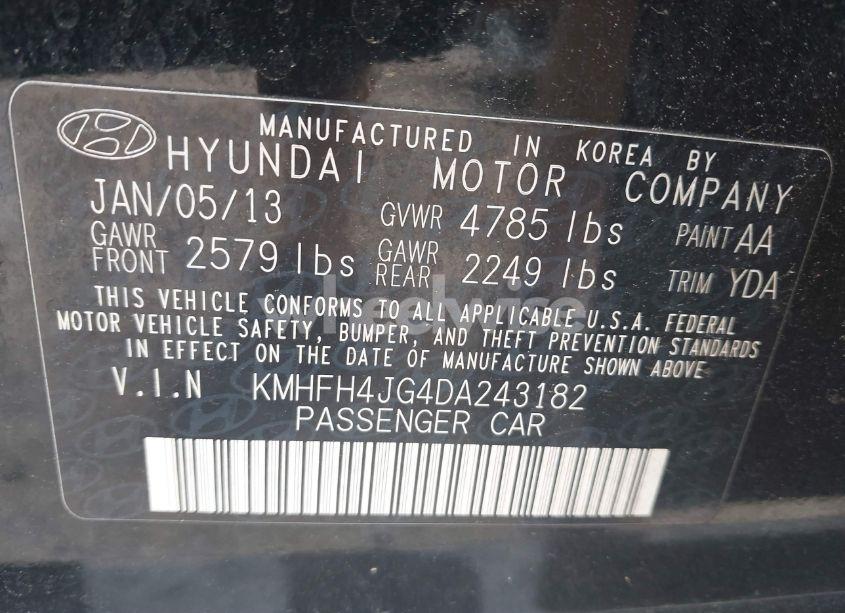 MANUFACTURED IN KOREA BY
HYUNDAI MOTOR COMPANY
JAN/05/13 GVWR 4785 lbs PAINT AA
GAWR FRONT 2579 lbs GAWR REAR 2249 lbs TRIM YDA
THIS VEHICLE CONFORMS TO ALL APPLICABLE U.S.A. FEDERAL
MOTOR VEHICLE SAFETY, BUMPER, AND THEFT PREVENTION STANDARDS
IN EFFECT ON THE DATE OF MANUFACTURE SHOWN ABOVE
V.I.N KMHFH4JG4DA243182
PASSENGER CAR